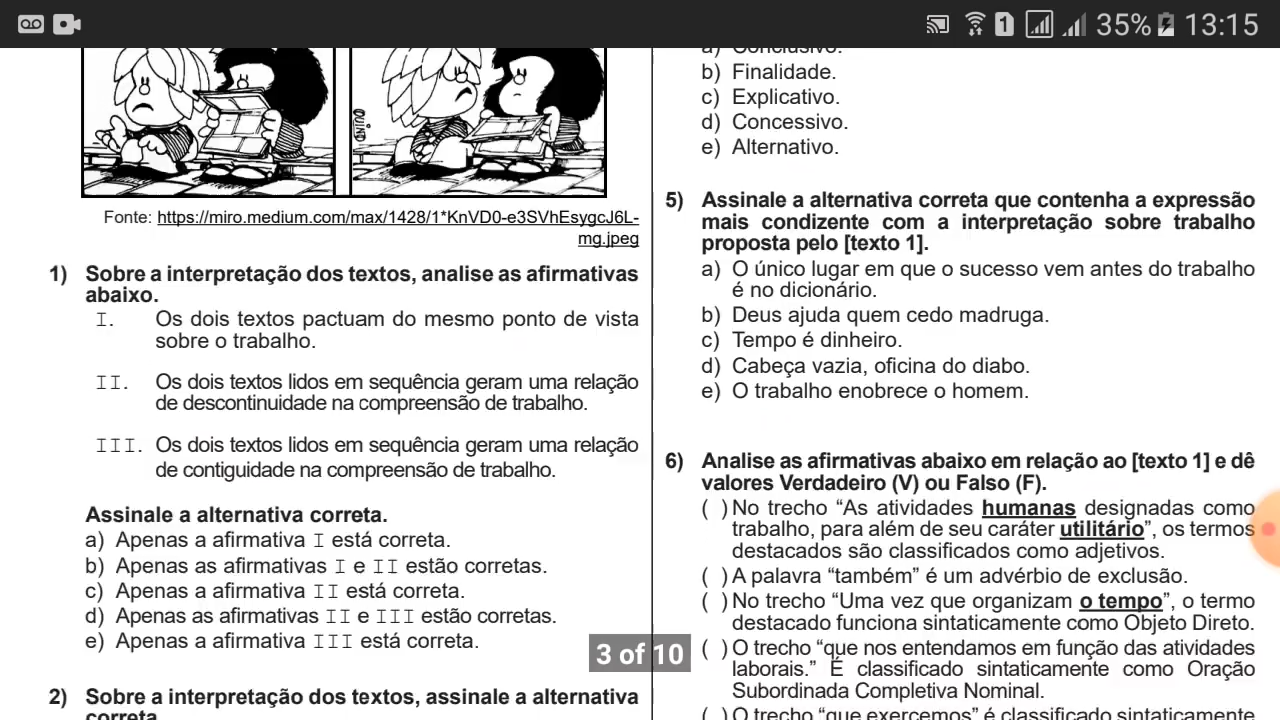 35% 13:15
QUINO
Fonte: https://miro.medium.com/max/1428/1*KnVD0-e3SVhEsygcJ6L-
mg.jpeg
1) Sobre a interpretação dos textos, analise as afirmativas
abaixo.
I. Os dois textos pactuam do mesmo ponto de vista
sobre o trabalho.
II. Os dois textos lidos em sequência geram uma relação
de descontinuidade na compreensão de trabalho.
III. Os dois textos lidos em sequência geram uma relação
de contiguidade na compreensão de trabalho.
Assinale a alternativa correta.
a) Apenas a afirmativa I está correta.
b) Apenas as afirmativas I e II estão corretas.
c) Apenas a afirmativa II está correta.
d) Apenas as afirmativas II e III estão corretas.
e) Apenas a afirmativa III está correta.
2) Sobre a interpretação dos textos, assinale a alternativa
correta
3 of 10
a) Conclusivo.
b) Finalidade.
c) Explicativo.
d) Concessivo.
e) Alternativo.
5) Assinale a alternativa correta que contenha a expressão
mais condizente com a interpretação sobre trabalho
proposta pelo [texto 1].
a) O único lugar em que o sucesso vem antes do trabalho
é no dicionário.
b) Deus ajuda quem cedo madruga.
c) Tempo é dinheiro.
d) Cabeça vazia, oficina do diabo.
e) O trabalho enobrece o homem.
6) Analise as afirmativas abaixo em relação ao [texto 1] e dê
valores Verdadeiro (V) ou Falso (F).
( ) No trecho “As atividades humanas designadas como
trabalho, para além de seu caráter utilitário”, os termos
destacados são classificados como adjetivos.
( ) A palavra “também” é um advérbio de exclusão.
( ) No trecho “Uma vez que organizam o tempo”, o termo
destacado funciona sintaticamente como Objeto Direto.
( ) O trecho “que nos entendamos em função das atividades
laborais.” É classificado sintaticamente como Oração
Subordinada Completiva Nominal.
( ) O trecho “que exercemos” é classificado sintaticamente